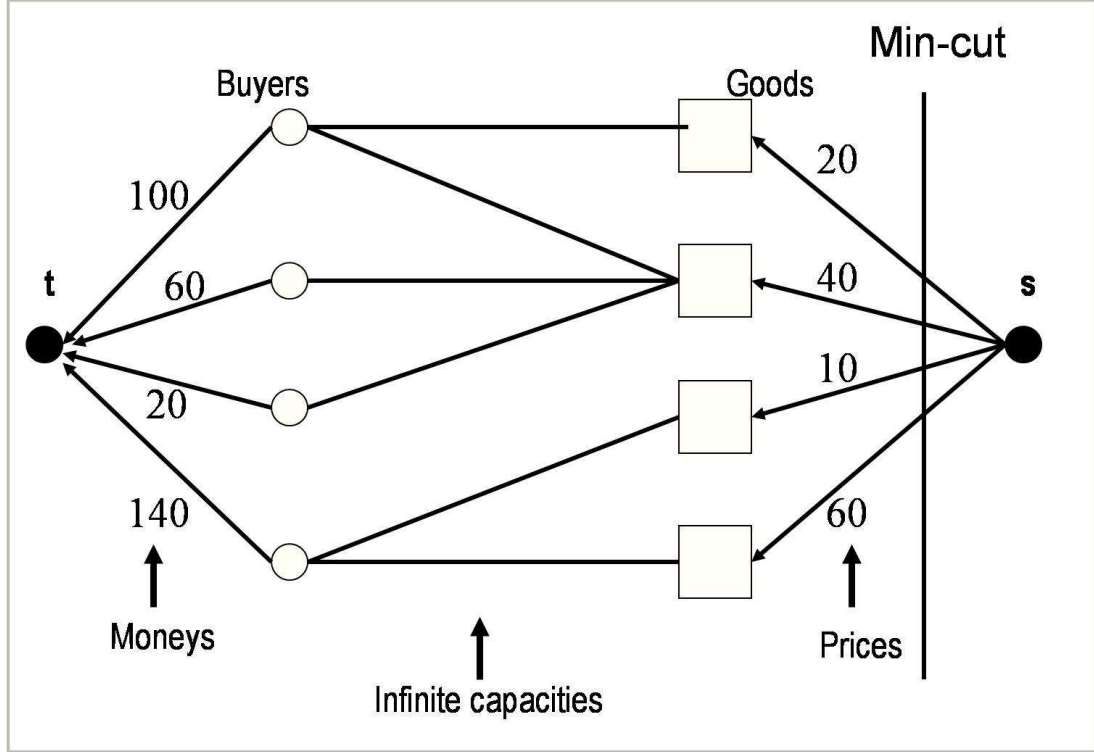 Min-cut
Buyers
Goods
20
100
t
60
40
s
10
20
140
60
Moneys
Prices
Infinite capacities